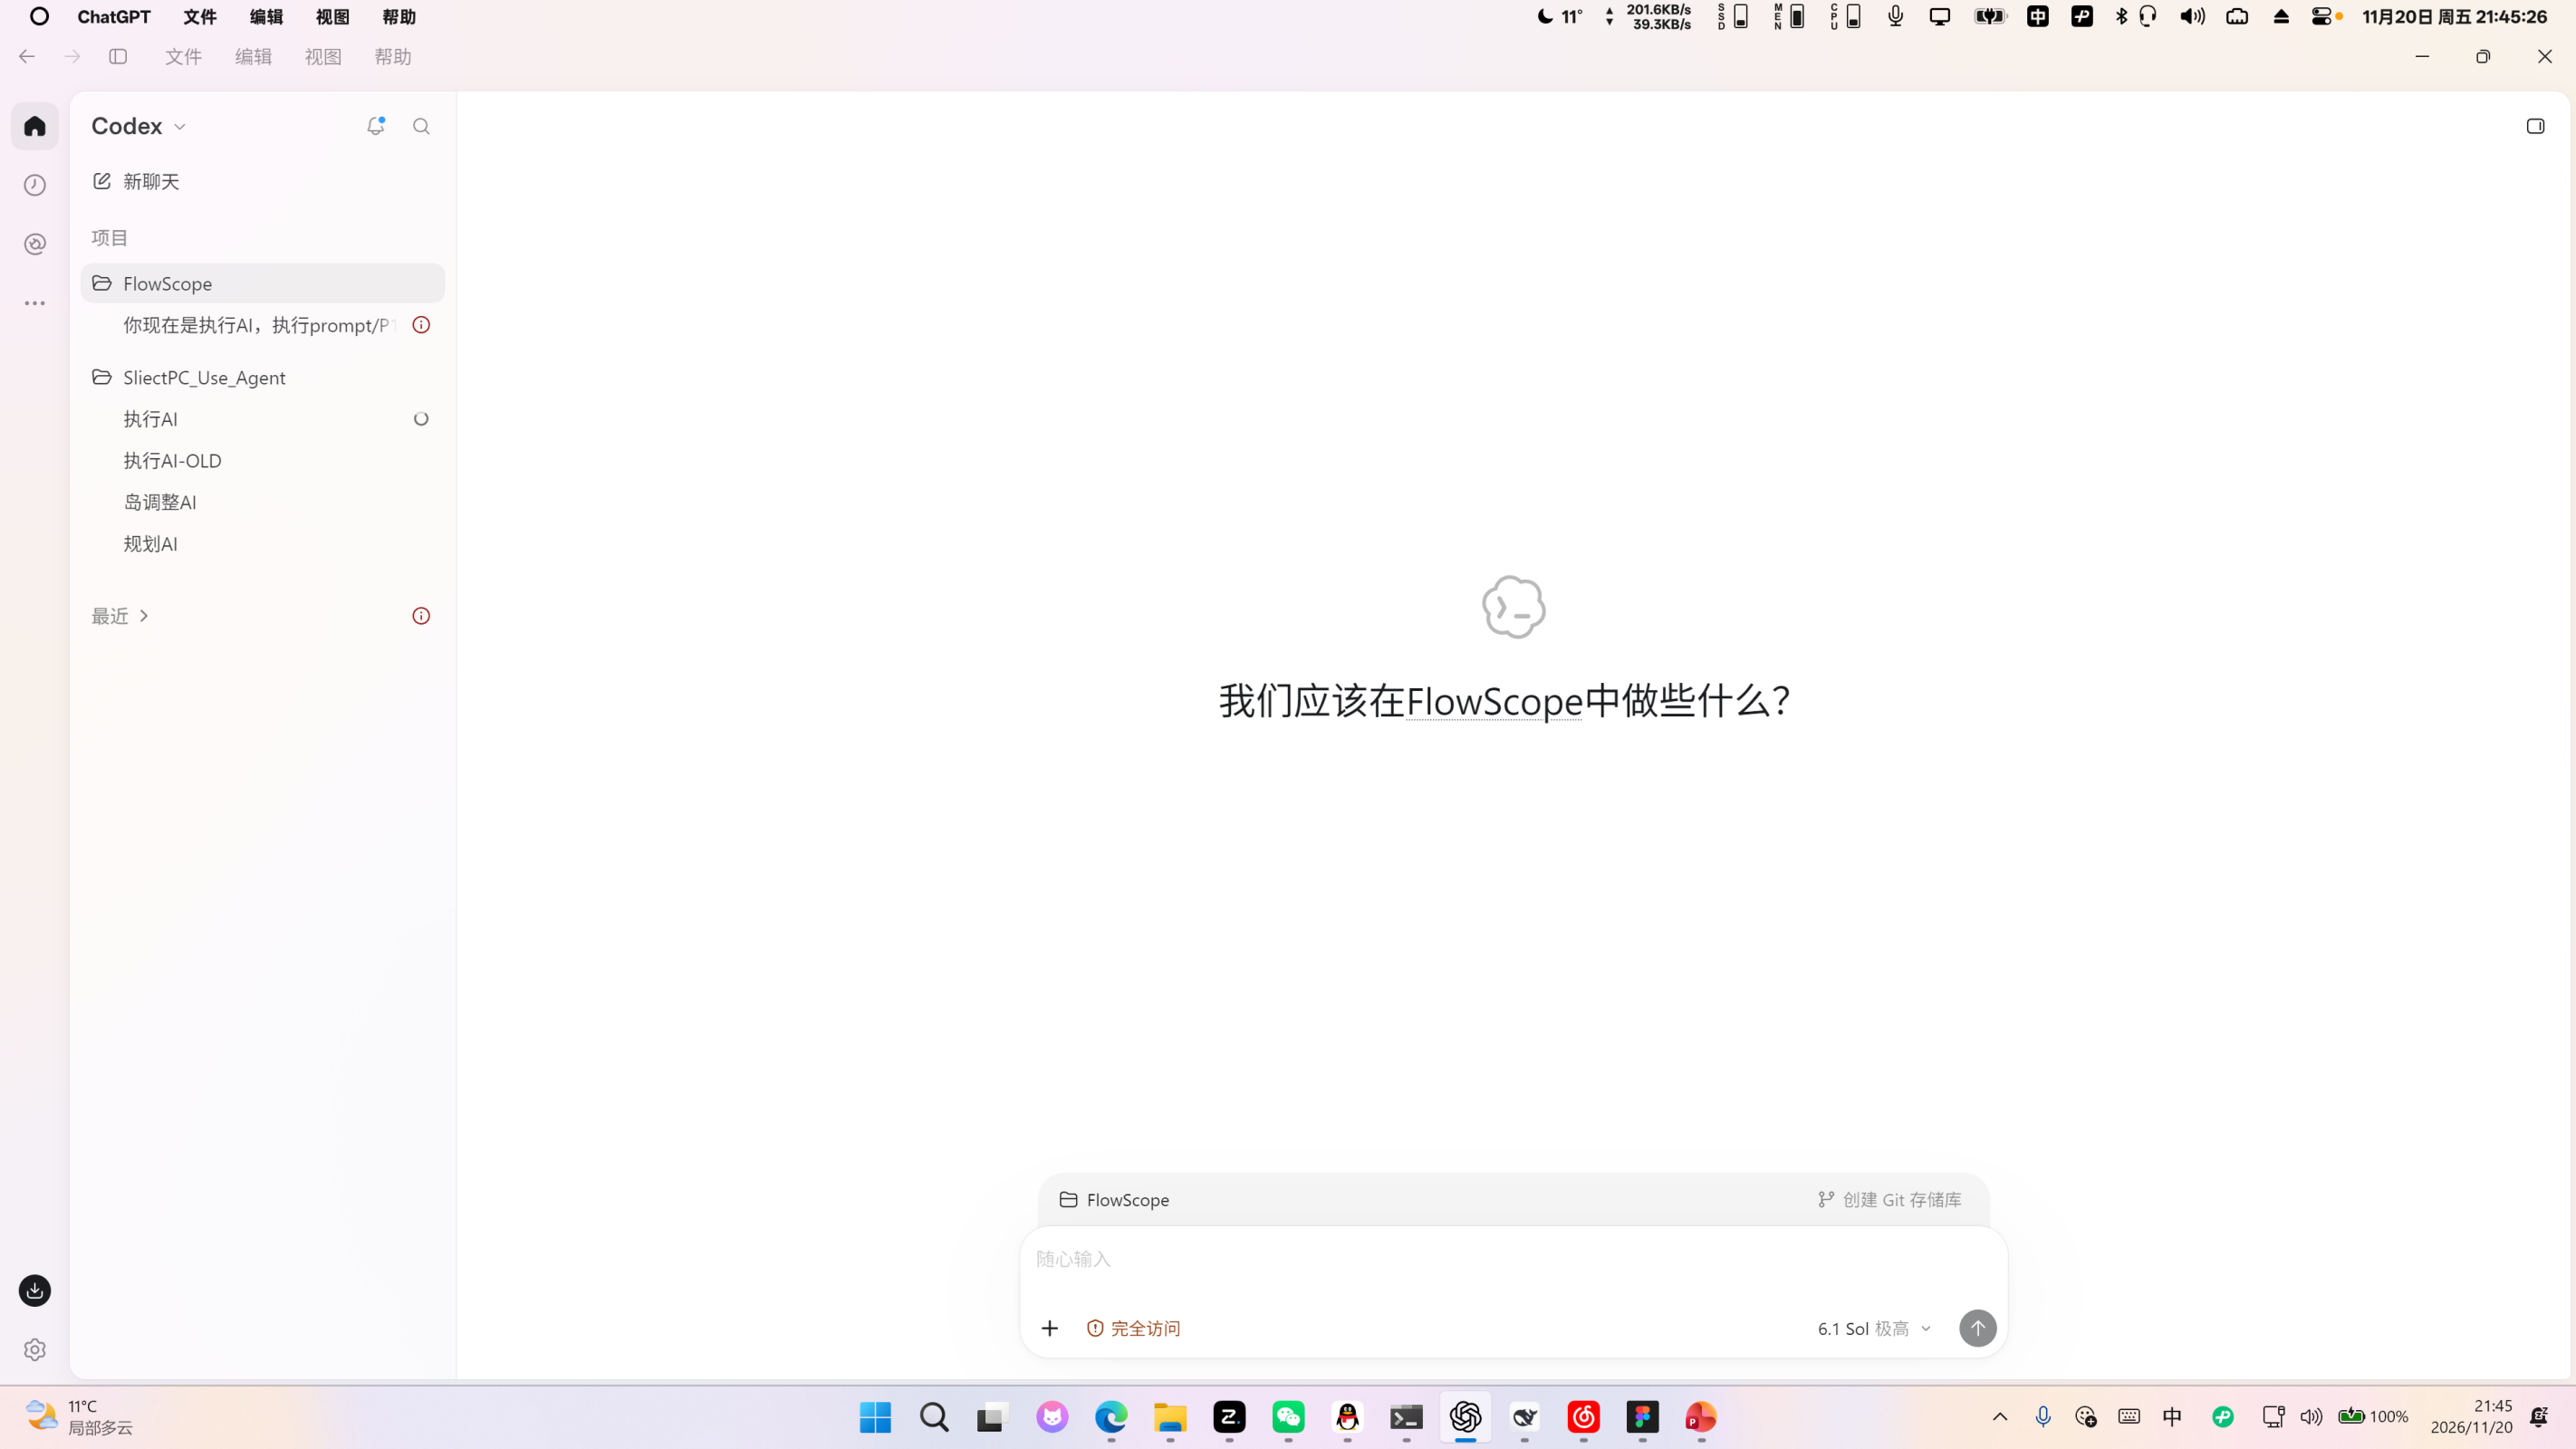 ChatGPT 文件 编辑 视图 帮助
11° 201.6KB/s 39.3KB/s SSD MEN CPU 中 11月20日 周五 21:45:26
文件 编辑 视图 帮助
Codex
新聊天
项目
FlowScope
你现在是执行AI，执行prompt/P
SliectPC_Use_Agent
执行AI
执行AI-OLD
岛调整AI
规划AI
最近
我们应该在FlowScope中做些什么？
FlowScope 创建 Git 存储库
随心输入
完全访问 6.1 Sol 极高
11°C
局部多云
中 100%
21:45
2026/11/20